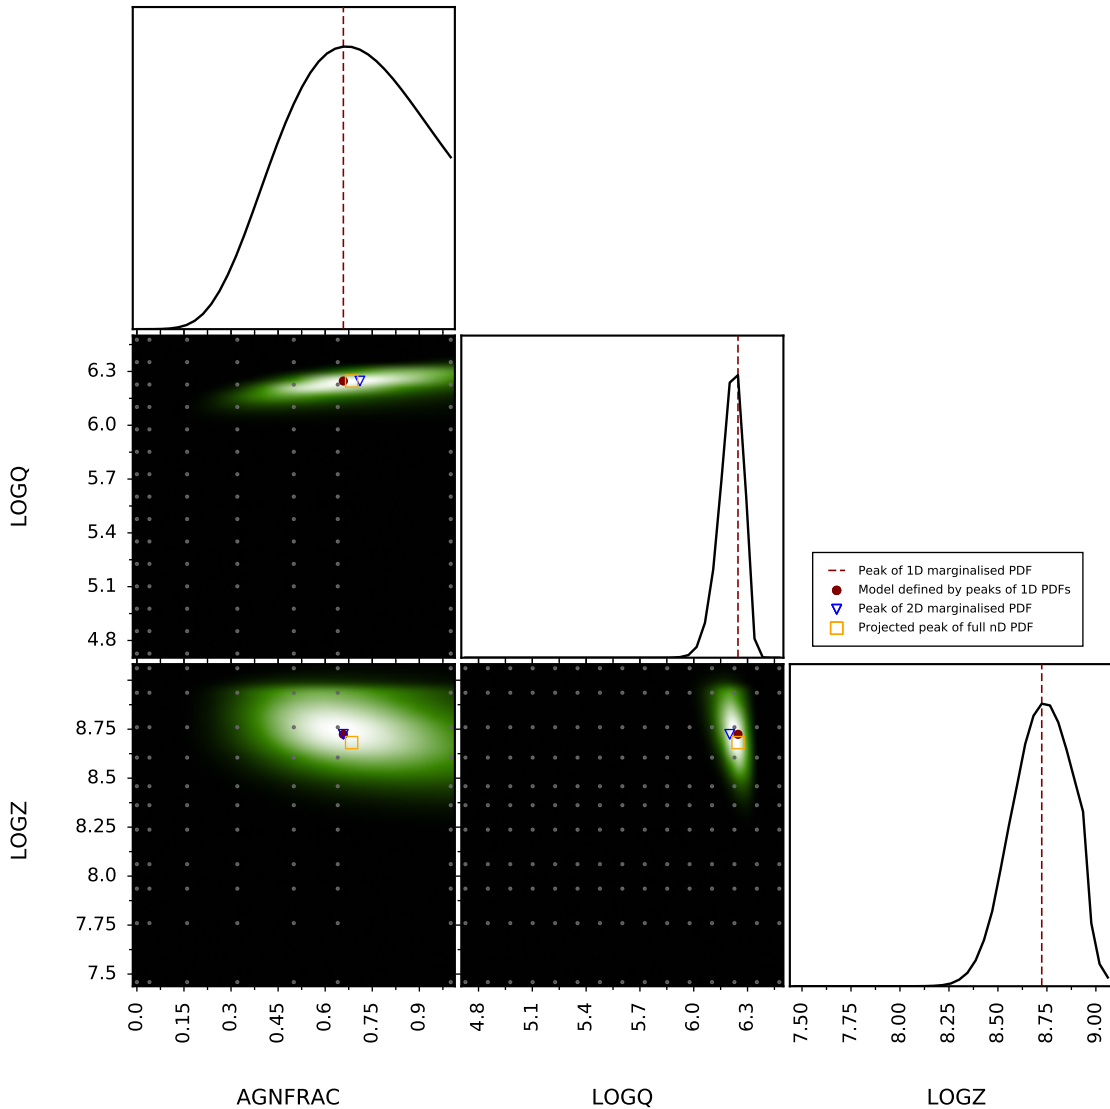 6.3
6.0
5.7
5.4
5.1
4.8
LOGQ
Peak of 1D marginalised PDF
Model defined by peaks of 1D PDFs
Peak of 2D marginalised PDF
Projected peak of full nD PDF
8.75
8.5
8.25
8.0
7.75
7.5
LOGZ
0.0 0.15 0.3 0.45 0.6 0.75 0.9
4.8 5.1 5.4 5.7 6.0 6.3
7.50 7.75 8.00 8.25 8.50 8.75 9.00
AGNFRAC
LOGQ
LOGZ